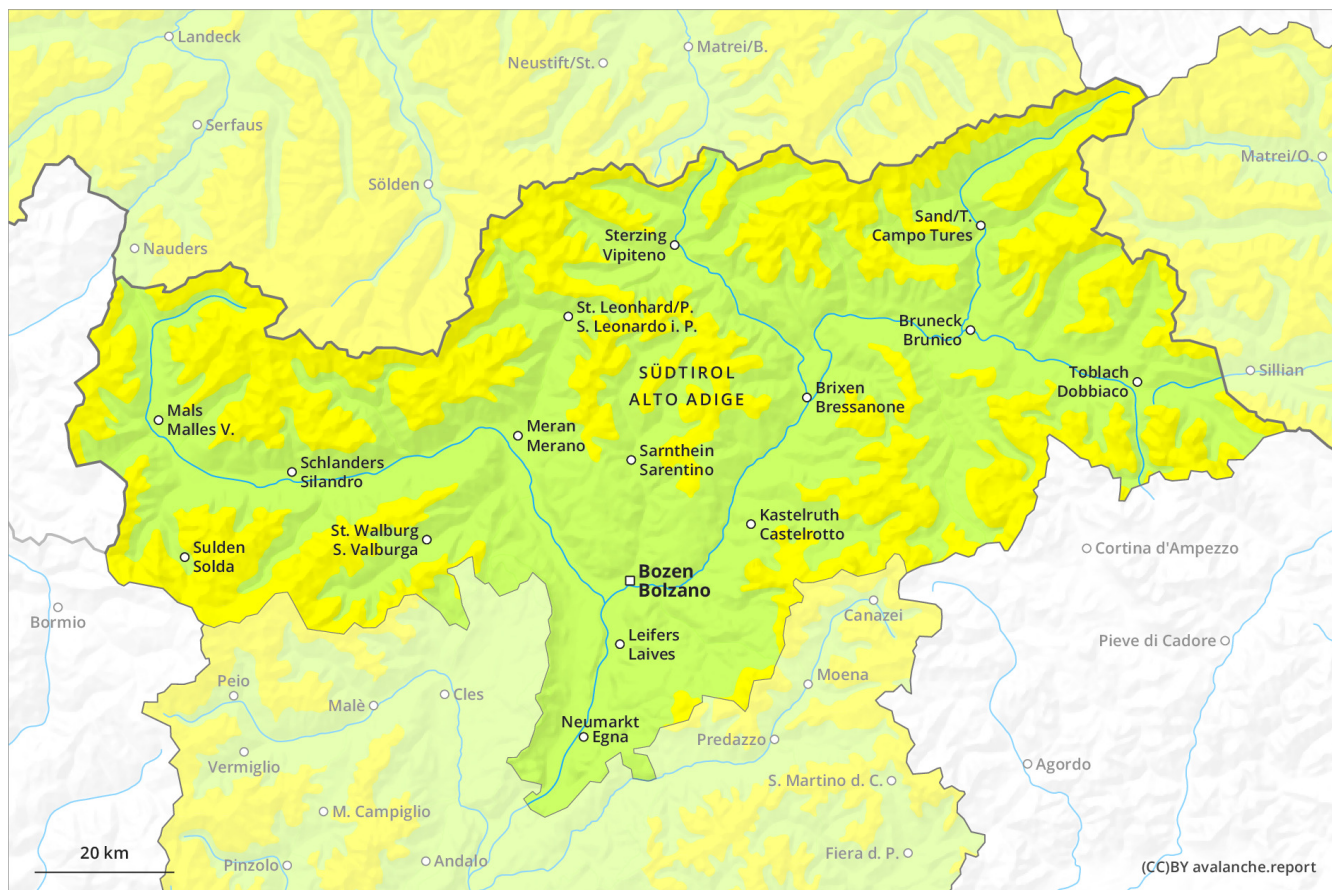 Landeck
Matrei/B.
Neustift/St.
Serfaus
Matrei/O.
Sölden
Sand/T.
Campo Tures
Sterzing
Vipiteno
Nauders
St. Leonhard/P.
S. Leonardo i. P.
Bruneck
Brunico
SÜDTIROL
ALTO ADIGE
Toblach
Dobbiaco
Sillian
Brixen
Bressanone
Mals
Malles V.
Meran
Merano
Sarnthein
Sarentino
Schlanders
Silandro
Kastelruth
Castelrotto
St. Walburg
S. Valburga
Sulden
Solda
Cortina d'Ampezzo
Bozen
Bolzano
Bormio
Canazei
Leifers
Laives
Pieve di Cadore
Peio
Moena
Cles
Malè
Neumarkt
Egna
Predazzo
Vermiglio
Agordo
S. Martino d. C.
M. Campiglio
20 km
Pinzolo
Andalo
Fiera d. P.
(CC)BY avalanche.report